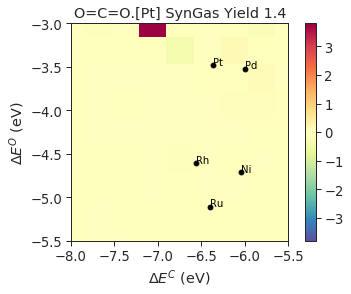 O=C=O.[Pt] SynGas Yield 1.4
−3.0
−3.5
−4.0
−4.5
−5.0
−5.5
ΔE^O (eV)
Pt
Pd
Rh
Ni
Ru
−8.0 −7.5 −7.0 −6.5 −6.0 −5.5
ΔE^C (eV)
3
2
1
0
−1
−2
−3